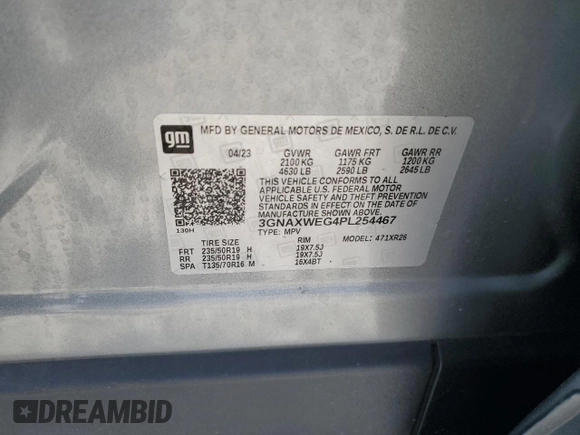 gm MFD BY GENERAL MOTORS DE MEXICO, S. DE R.L. DE C.V.
04/23 GVWR GAWR FRT GAWR RR
2100 KG 1175 KG 1200 KG
4630 LB 2590 LB 2645 LB
THIS VEHICLE CONFORMS TO ALL
APPLICABLE U.S. FEDERAL MOTOR
VEHICLE SAFETY AND THEFT PREVENTION
STANDARDS IN EFFECT ON THE DATE OF
MANUFACTURE SHOWN ABOVE.
3GNAXWEG4PL254467
130H TYPE: MPV MODEL: 471XR26
TIRE SIZE RIM
FRT 235/50R19 H 19X7.5J
RR 235/50R19 H 19X7.5J
SPA T135/70R16 M 16X4BT
DREAMBID